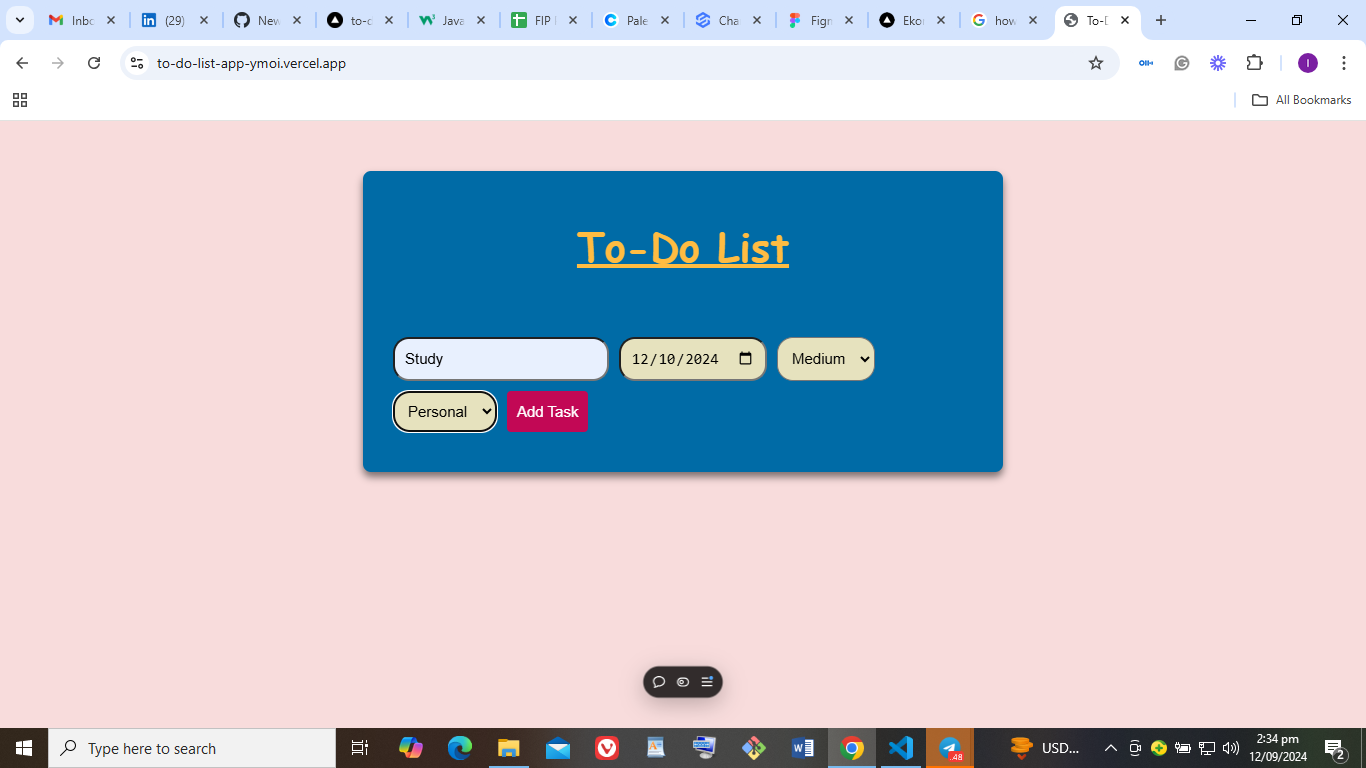 Inbc
(29)
New
to-c
Java
FIP I
Pale
Cha
Figm
Eko
how
To-D
to-do-list-app-ymoi.vercel.app
I
All Bookmarks
To-Do List
Study
12/10/2024
Medium
Personal
Add Task
Type here to search
48
USD...
2:34 pm
12/09/2024
2